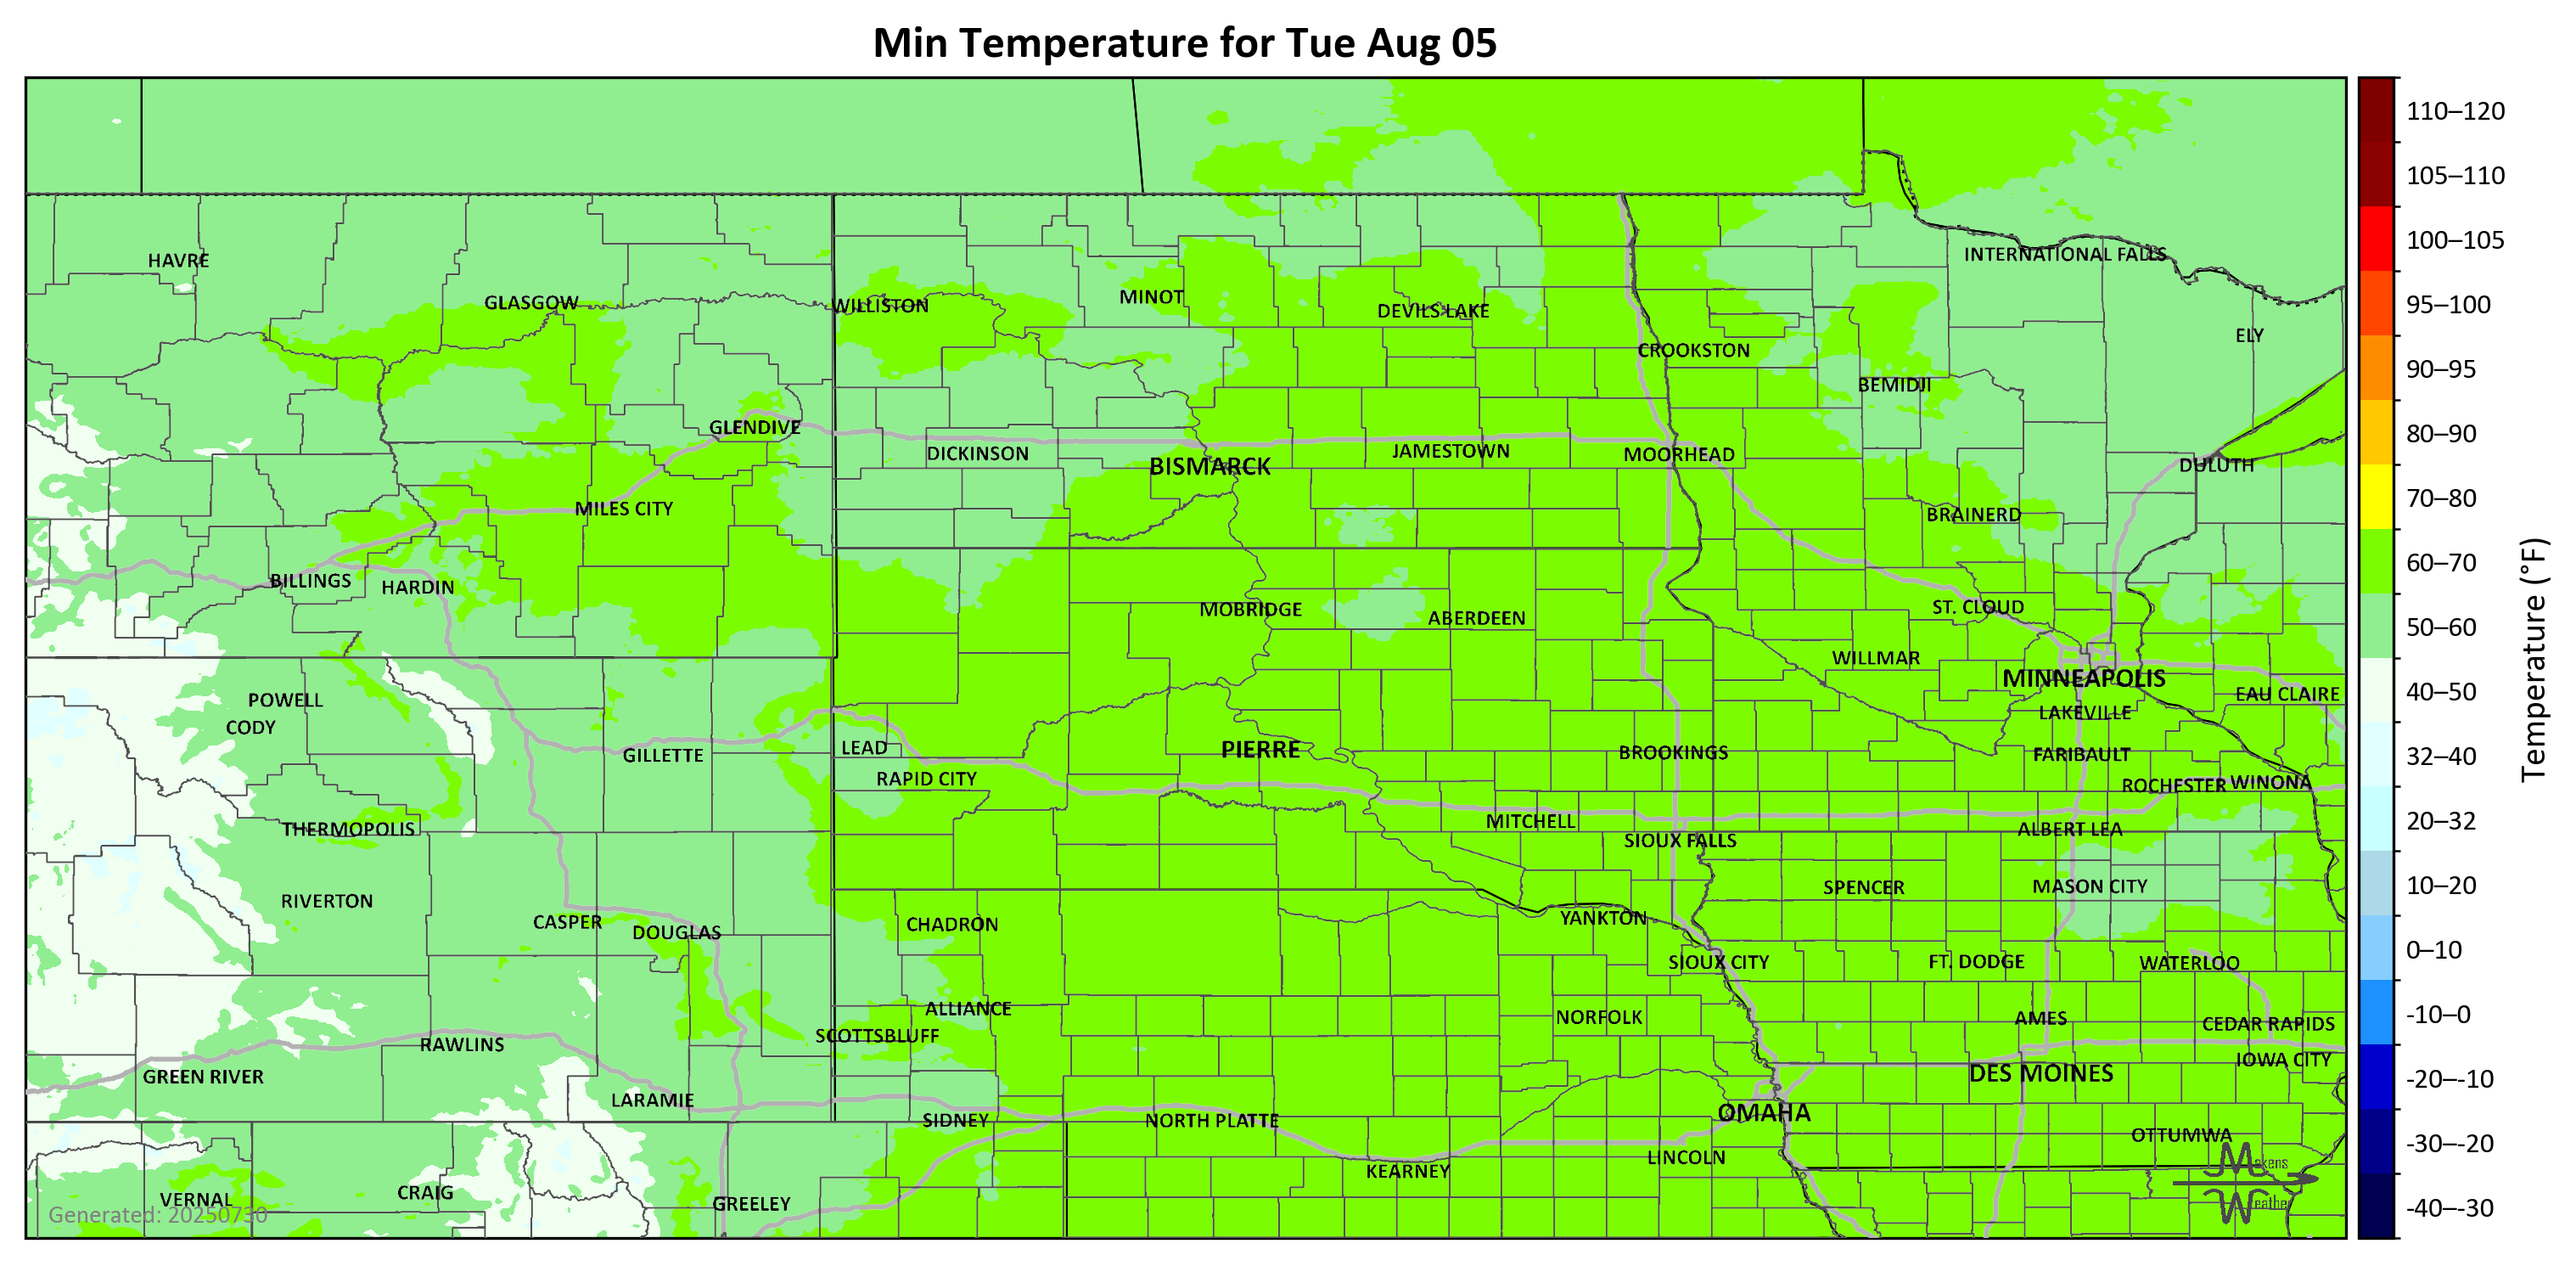 Min Temperature for Tue Aug 05
110–120
105–110
100–105
95–100
90–95
80–90
70–80
60–70
50–60
40–50
32–40
20–32
10–20
0–10
-10–0
-20–-10
-30–-20
-40–-30
Temperature (°F)
HAVRE
INTERNATIONAL FALLS
GLASGOW
WILLISTON
MINOT
DEVILS LAKE
ELY
CROOKSTON
BEMIDJI
GLENDIVE
DICKINSON
BISMARCK
JAMESTOWN
MOORHEAD
DULUTH
MILES CITY
BRAINERD
BILLINGS
HARDIN
MOBRIDGE
ABERDEEN
ST. CLOUD
WILLMAR
MINNEAPOLIS
POWELL
EAU CLAIRE
CODY
LAKEVILLE
GILLETTE
LEAD
PIERRE
BROOKINGS
FARIBAULT
RAPID CITY
ROCHESTER
WINONA
THERMOPOLIS
MITCHELL
SIOUX FALLS
ALBERT LEA
RIVERTON
SPENCER
MASON CITY
CASPER
DOUGLAS
CHADRON
YANKTON
SIOUX CITY
FT. DODGE
WATERLOO
ALLIANCE
NORFOLK
AMES
CEDAR RAPIDS
SCOTTSBLUFF
RAWLINS
IOWA CITY
GREEN RIVER
DES MOINES
LARAMIE
SIDNEY
NORTH PLATTE
OMAHA
OTTUMWA
LINCOLN
KEARNEY
VERNAL
CRAIG
GREELEY
Makens
Weather
Generated: 20250730